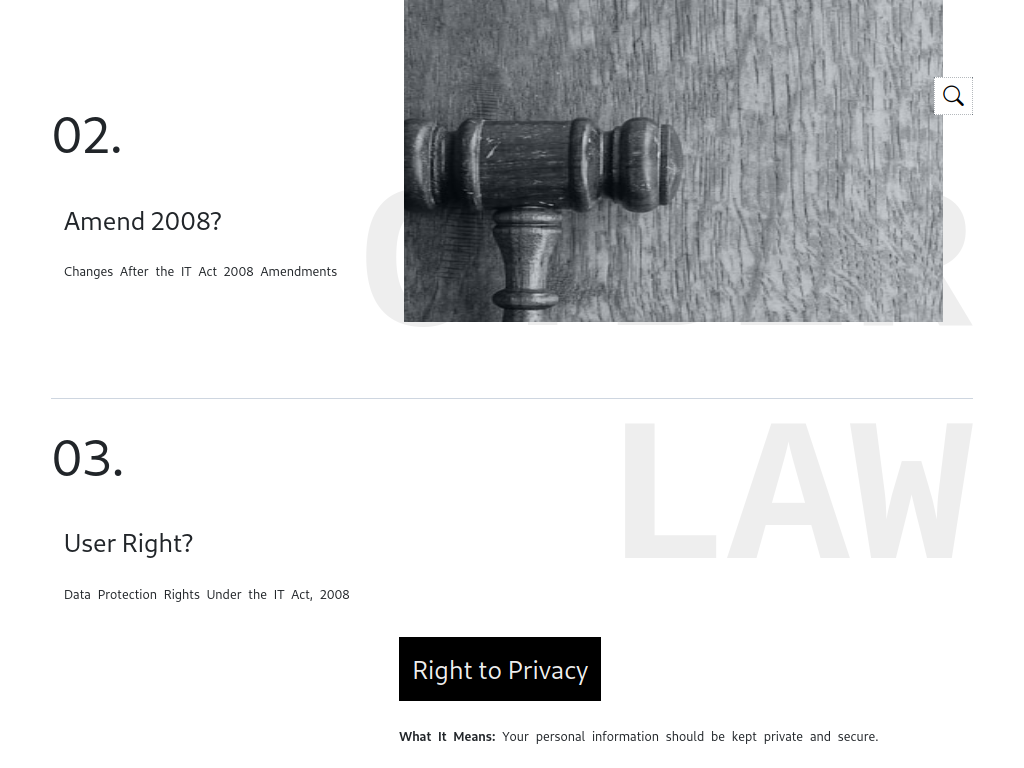 02.
Amend 2008?
Changes After the IT Act 2008 Amendments
03.
LAW
User Right?
Data Protection Rights Under the IT Act, 2008
Right to Privacy
What It Means: Your personal information should be kept private and secure.